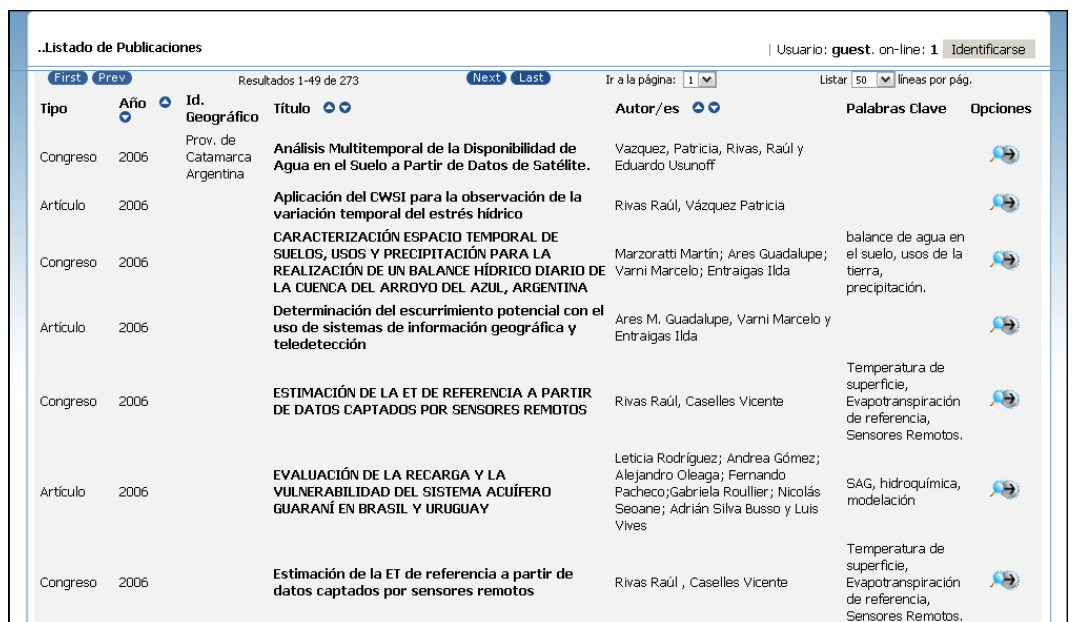 ..Listado de Publicaciones
| Usuario: guest. on-line: 1 Identificarse
First Prev Resultados 1-49 de 273 Next Last Ir a la página: 1 Listar 50 líneas por pág.
Tipo Año Id. Geográfico Título Autor/es Palabras Clave Opciones
Congreso 2006
Prov. de
Catamarca
Argentina
Análisis Multitemporal de la Disponibilidad de
Agua en el Suelo a Partir de Datos de Satélite.
Vazquez, Patricia, Rivas, Raúl y
Eduardo Usunoff
Artículo 2006
Aplicación del CWSI para la observación de la
variación temporal del estrés hídrico
Rivas Raúl, Vázquez Patricia
Congreso 2006
CARACTERIZACIÓN ESPACIO TEMPORAL DE
SUELOS, USOS Y PRECIPITACIÓN PARA LA
REALIZACIÓN DE UN BALANCE HÍDRICO DIARIO DE
LA CUENCA DEL ARROYO DEL AZUL, ARGENTINA
Marzoratti Martín; Ares Guadalupe;
Varni Marcelo; Entraigas Ilda
balance de agua en
el suelo, usos de la
tierra,
precipitación.
Artículo 2006
Determinación del escurrimiento potencial con el
uso de sistemas de información geográfica y
teledetección
Ares M. Guadalupe, Varni Marcelo y
Entraigas Ilda
Congreso 2006
ESTIMACIÓN DE LA ET DE REFERENCIA A PARTIR
DE DATOS CAPTADOS POR SENSORES REMOTOS
Rivas Raúl, Caselles Vicente
Temperatura de
superficie,
Evapotranspiración
de referencia,
Sensores Remotos.
Artículo 2006
EVALUACIÓN DE LA RECARGA Y LA
VULNERABILIDAD DEL SISTEMA ACUÍFERO
GUARANÍ EN BRASIL Y URUGUAY
Leticia Rodríguez; Andrea Gómez;
Alejandro Oleaga; Fernando
Pacheco;Gabriela Roullier; Nicolás
Seoane; Adrián Silva Busso y Luis
Vives
SAG, hidroquímica,
modelación
Congreso 2006
Estimación de la ET de referencia a partir de
datos captados por sensores remotos
Rivas Raúl , Caselles Vicente
Temperatura de
superficie,
Evapotranspiración
de referencia,
Sensores Remotos.